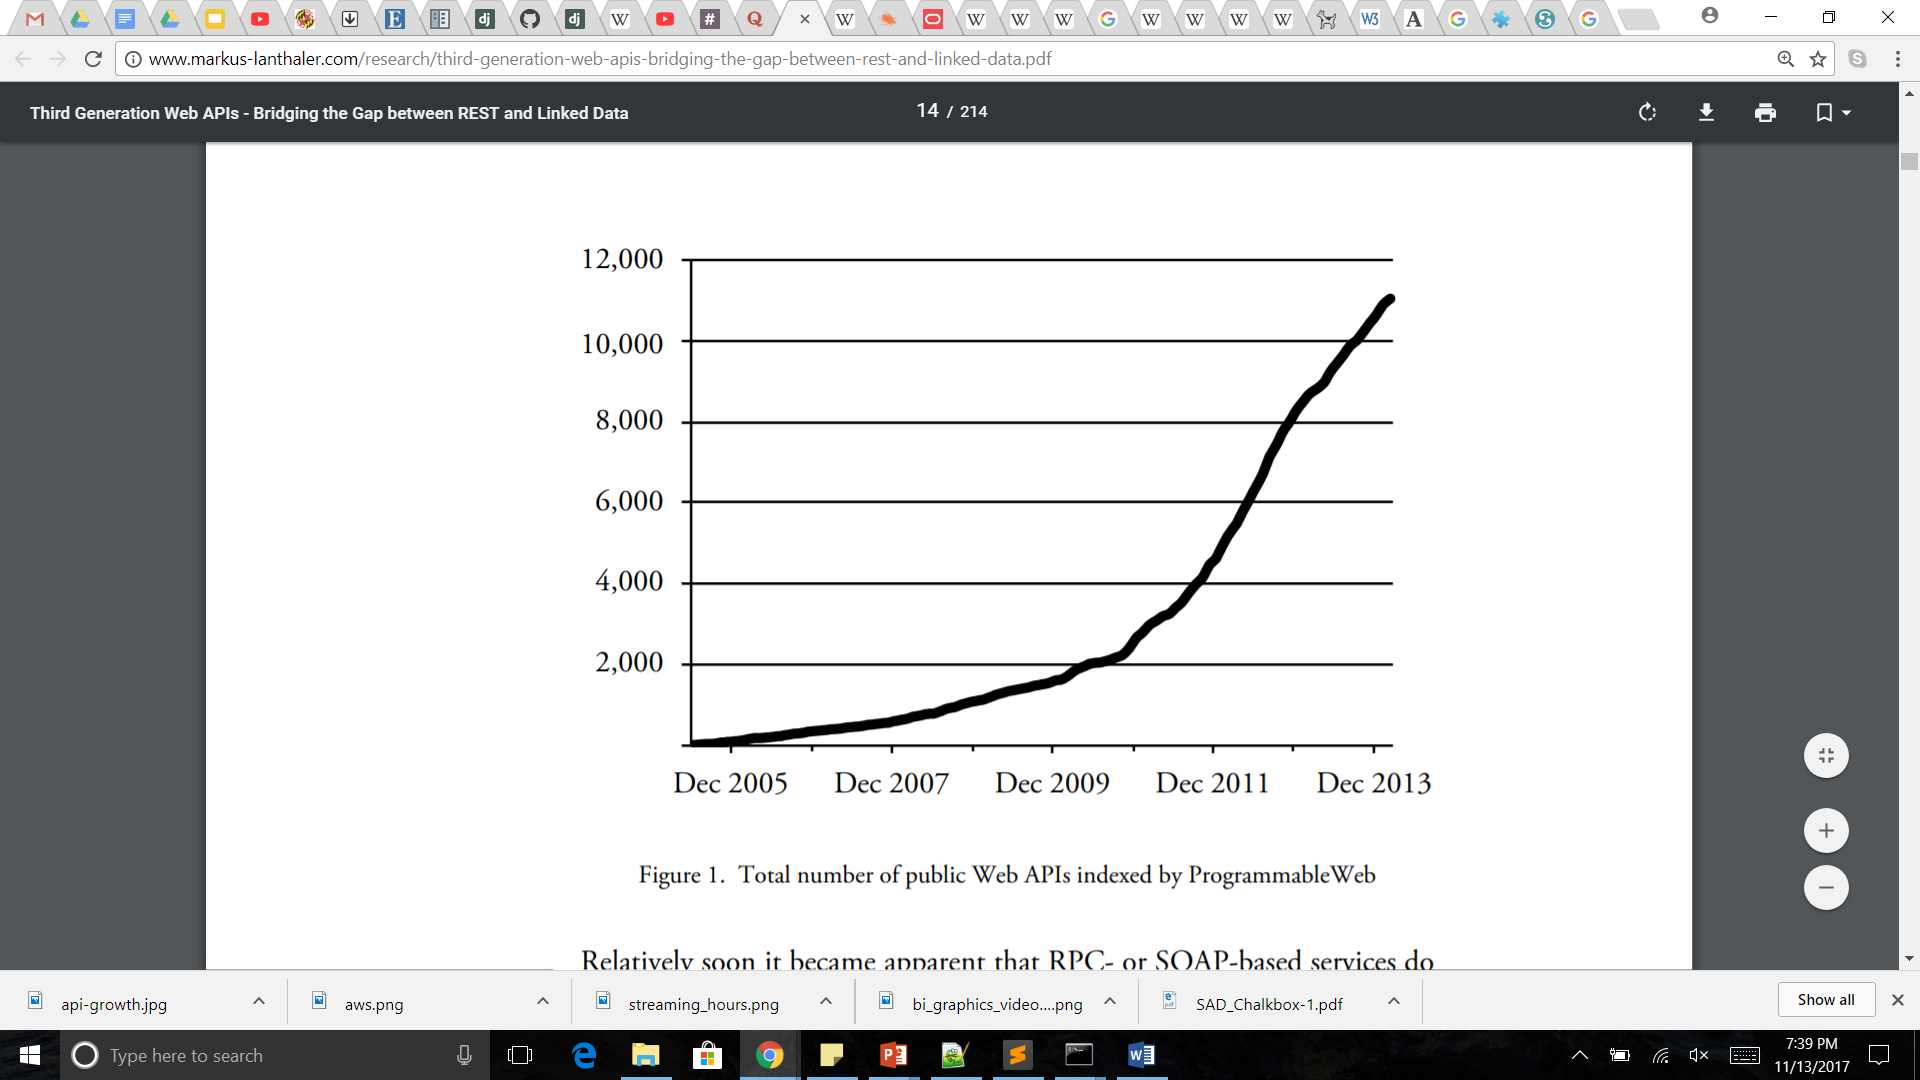 www.markus-lanthaler.com/research/third-generation-web-apis-bridging-the-gap-between-rest-and-linked-data.pdf
Third Generation Web APIs - Bridging the Gap between REST and Linked Data
14 / 214
12,000
10,000
8,000
6,000
4,000
2,000
Dec 2005 Dec 2007 Dec 2009 Dec 2011 Dec 2013
Figure 1. Total number of public Web APIs indexed by ProgrammableWeb
Relatively soon it became apparent that RPC- or SOAP-based services do
api-growth.jpg
aws.png
streaming_hours.png
bi_graphics_video....png
SAD_Chalkbox-1.pdf
Show all
Type here to search
7:39 PM
11/13/2017